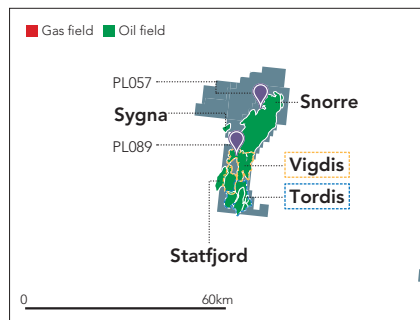 Gas field Oil field
PL057
Snorre
Sygna
PL089
Vigdis
Tordis
Statfjord
0 60km